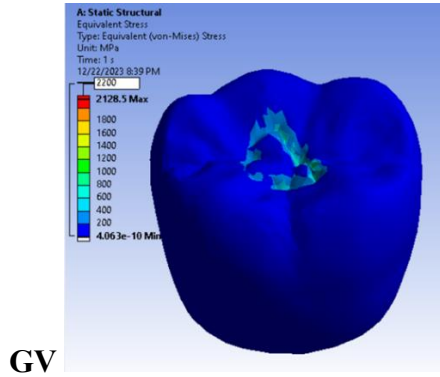 A: Static Structural
Equivalent Stress
Type: Equivalent (von-Mises) Stress
Unit: MPa
Time: 1 s
12/22/2023 8:39 PM
2200
2128.5 Max
1800
1600
1400
1200
1000
800
600
400
200
4.063e-10 Min
GV